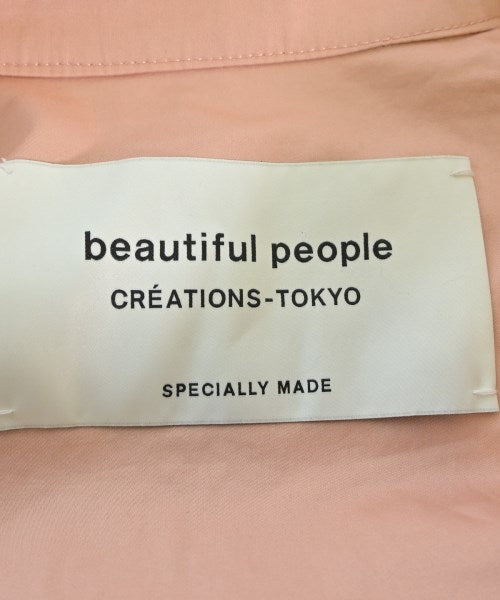 beautiful people
CRÉATIONS-TOKYO
SPECIALLY MADE